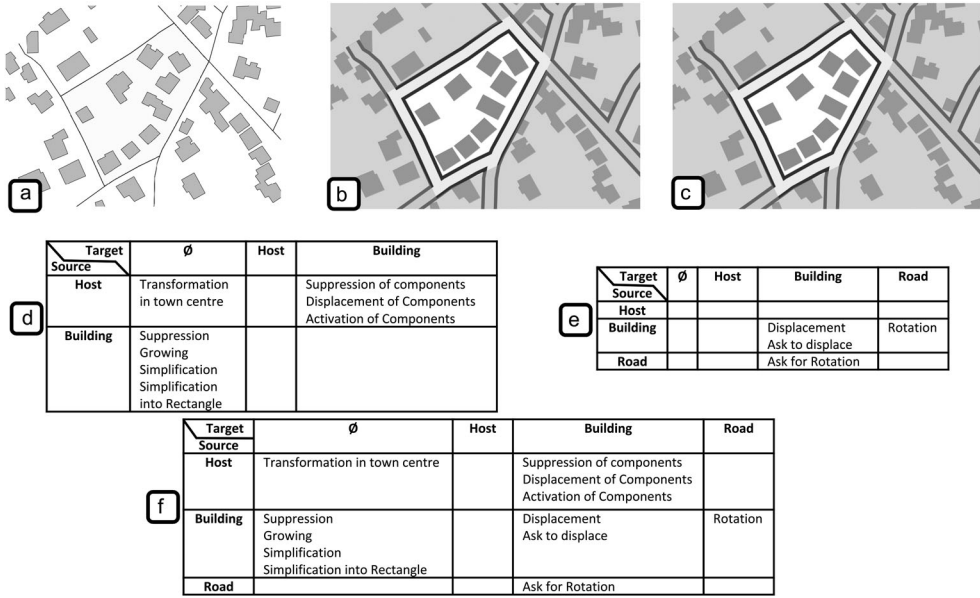 a
b
c
d
Target Ø Host Building
Source
Host Transformation Suppression of components
in town centre Displacement of Components
Activation of Components
Building Suppression
Growing
Simplification
Simplification
into Rectangle
e
Target Ø Host Building Road
Source
Host
Building Displacement Rotation
Ask to displace
Road Ask for Rotation
f
Target Ø Host Building Road
Source
Host Transformation in town centre Suppression of components
Displacement of Components
Activation of Components
Building Suppression Displacement Rotation
Growing Ask to displace
Simplification
Simplification into Rectangle
Road Ask for Rotation